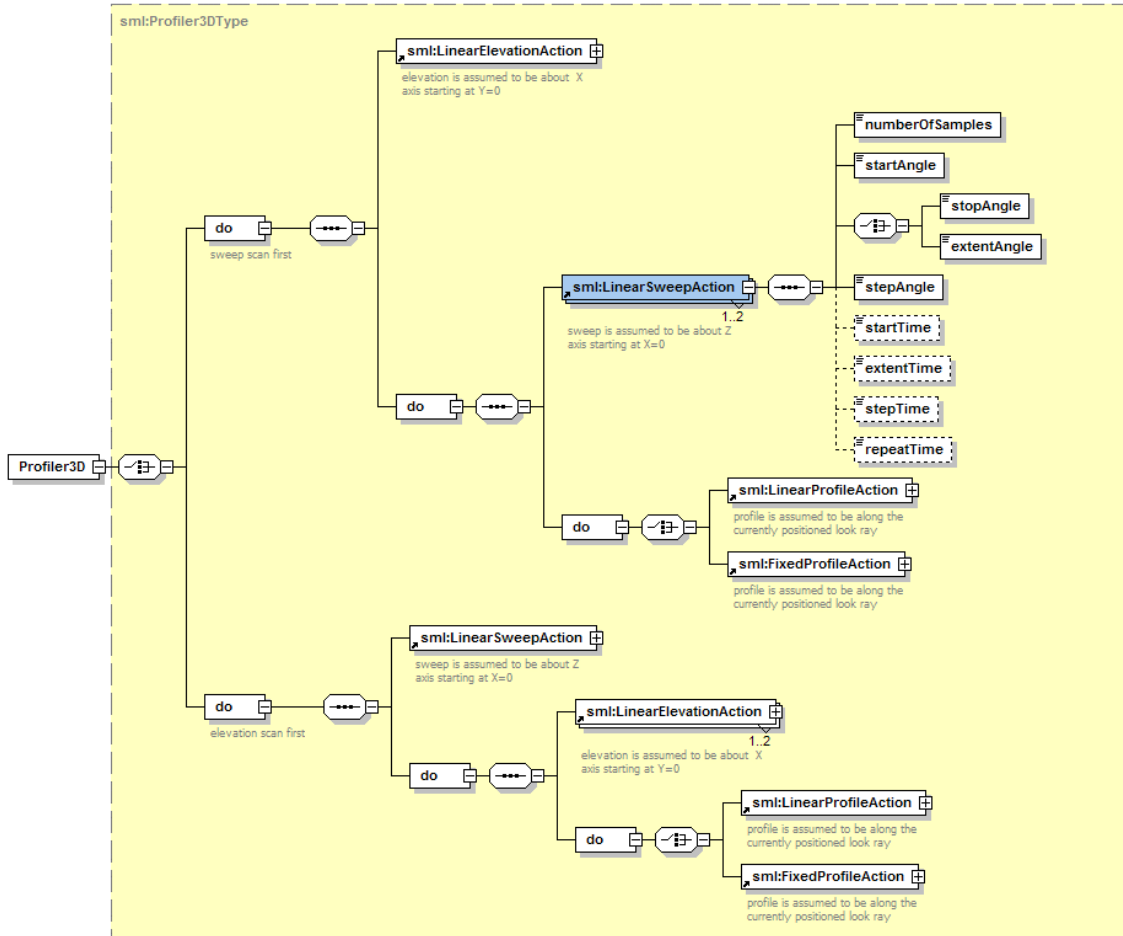 sml:Profiler3DType
sml:LinearElevationAction
elevation is assumed to be about X
axis starting at Y=0
numberOfSamples
startAngle
stopAngle
extentAngle
do
sweep scan first
sml:LinearSweepAction
1..2
sweep is assumed to be about Z
axis starting at X=0
stepAngle
startTime
extentTime
stepTime
repeatTime
do
Profiler3D
sml:LinearProfileAction
profile is assumed to be along the
currently positioned look ray
do
sml:FixedProfileAction
profile is assumed to be along the
currently positioned look ray
sml:LinearSweepAction
sweep is assumed to be about Z
axis starting at X=0
do
elevation scan first
sml:LinearElevationAction
1..2
elevation is assumed to be about X
axis starting at Y=0
do
sml:LinearProfileAction
profile is assumed to be along the
currently positioned look ray
do
sml:FixedProfileAction
profile is assumed to be along the
currently positioned look ray